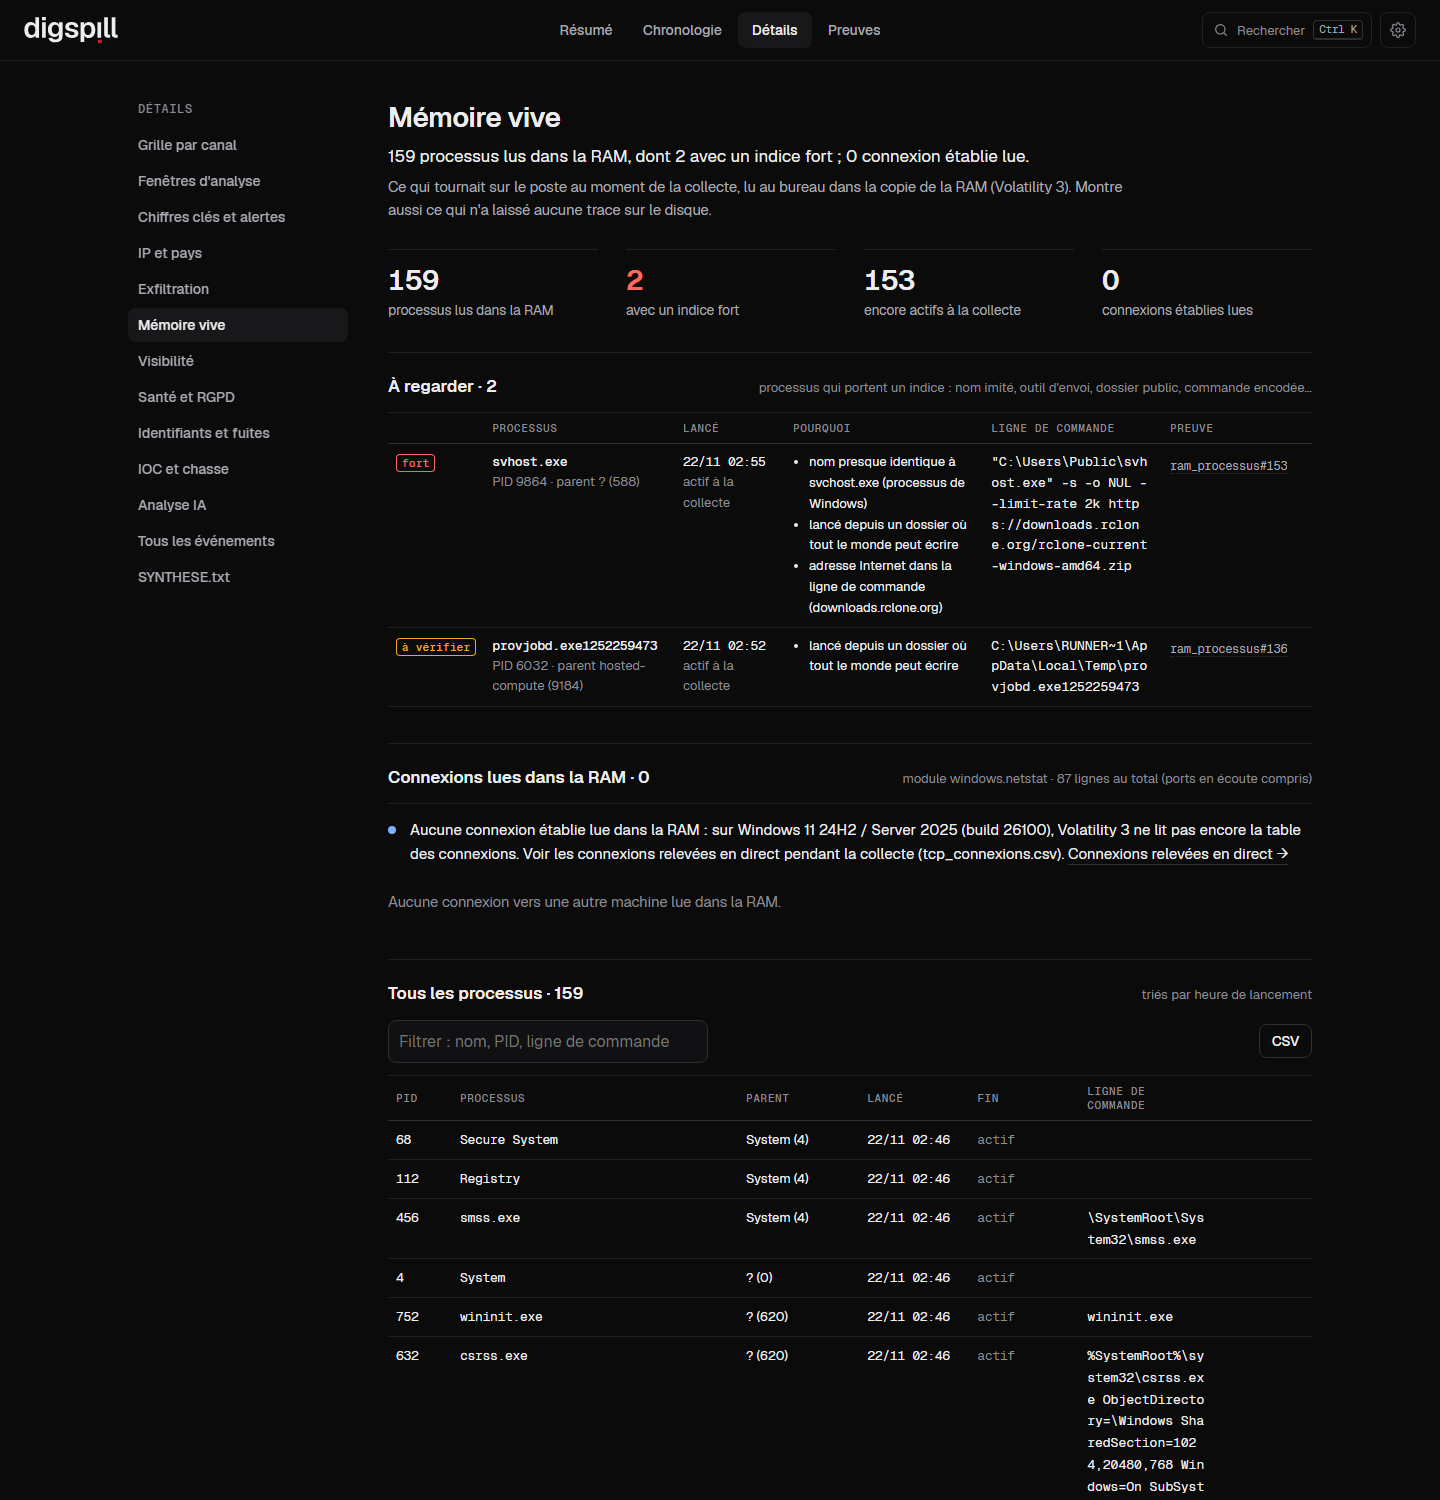 digspill
Résumé
Chronologie
Détails
Preuves
Rechercher
Ctrl K
DÉTAILS
Grille par canal
Fenêtres d'analyse
Chiffres clés et alertes
IP et pays
Exfiltration
Mémoire vive
Visibilité
Santé et RGPD
Identifiants et fuites
IOC et chasse
Analyse IA
Tous les événements
SYNTHESE.txt
Mémoire vive
159 processus lus dans la RAM, dont 2 avec un indice fort ; 0 connexion établie lue.
Ce qui tournait sur le poste au moment de la collecte, lu au bureau dans la copie de la RAM (Volatility 3). Montre
aussi ce qui n'a laissé aucune trace sur le disque.
159
processus lus dans la RAM
2
avec un indice fort
153
encore actifs à la collecte
0
connexions établies lues
À regarder · 2
processus qui portent un indice : nom imité, outil d'envoi, dossier public, commande encodée…
PROCESSUS
LANCÉ
POURQUOI
LIGNE DE COMMANDE
PREUVE
fort
svhost.exe
PID 9864 · parent ? (588)
22/11 02:55
actif à la
collecte
• nom presque identique à
svchost.exe (processus de
Windows)
• lancé depuis un dossier où
tout le monde peut écrire
• adresse Internet dans la
ligne de commande
(downloads.rclone.org)
"C:\Users\Public\svh
ost.exe" -s -o NUL -
-limit-rate 2k http
s://downloads.rclon
e.org/rclone-current
-windows-amd64.zip
ram_processus#153
à vérifier
provjobd.exe1252259473
PID 6032 · parent hosted-
compute (9184)
22/11 02:52
actif à la
collecte
• lancé depuis un dossier où
tout le monde peut écrire
C:\Users\RUNNER~1\Ap
pData\Local\Temp\pro
vjobd.exe1252259473
ram_processus#136
Connexions lues dans la RAM · 0
module windows.netstat · 87 lignes au total (ports en écoute compris)
Aucune connexion établie lue dans la RAM : sur Windows 11 24H2 / Server 2025 (build 26100), Volatility 3 ne lit pas encore la table
des connexions. Voir les connexions relevées en direct pendant la collecte (tcp_connexions.csv). Connexions relevées en direct →
Aucune connexion vers une autre machine lue dans la RAM.
Tous les processus · 159
triés par heure de lancement
Filtrer : nom, PID, ligne de commande
CSV
PID
PROCESSUS
PARENT
LANCÉ
FIN
LIGNE DE
COMMANDE
68
Secure System
System (4)
22/11 02:46
actif
112
Registry
System (4)
22/11 02:46
actif
456
smss.exe
System (4)
22/11 02:46
actif
\SystemRoot\Sys
tem32\smss.exe
4
System
? (0)
22/11 02:46
actif
752
wininit.exe
? (620)
22/11 02:46
actif
wininit.exe
632
csrss.exe
? (620)
22/11 02:46
actif
%SystemRoot%\sy
stem32\csrss.ex
e ObjectDirecto
ry=\Windows Sha
redSection=102
4,20480,768 Win
dows=On SubSyst